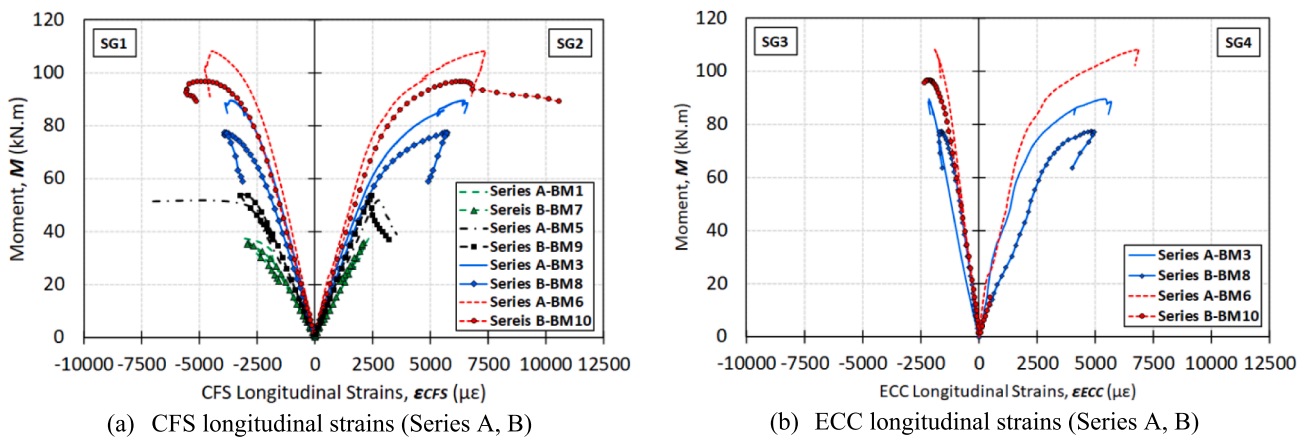 SG1
SG2
Moment, M (kN.m)
120
100
80
60
40
20
0
-10000 -7500 -5000 -2500 0 2500 5000 7500 10000 12500
CFS Longitudinal Strains, εCFS (µε)
Series A-BM1
Sereis B-BM7
Series A-BM5
Series B-BM9
Series A-BM3
Series B-BM8
Series A-BM6
Sereis B-BM10
(a) CFS longitudinal strains (Series A, B)
SG3
SG4
Moment, M (kN.m)
120
100
80
60
40
20
0
-10000 -7500 -5000 -2500 0 2500 5000 7500 10000 12500
ECC Longitudinal Strains, εECC (µε)
Series A-BM3
Series B-BM8
Series A-BM6
Series B-BM10
(b) ECC longitudinal strains (Series A, B)